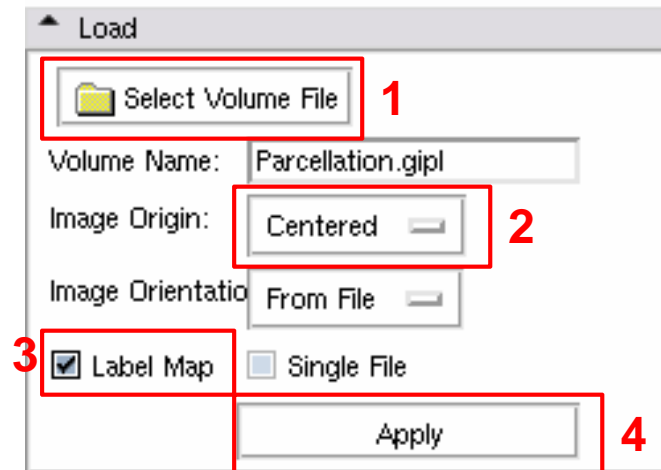 Load
Select Volume File 1
Volume Name: Parcellation.gipl
Image Origin: Centered 2
Image Orientatio From File
3 Label Map Single File
Apply 4